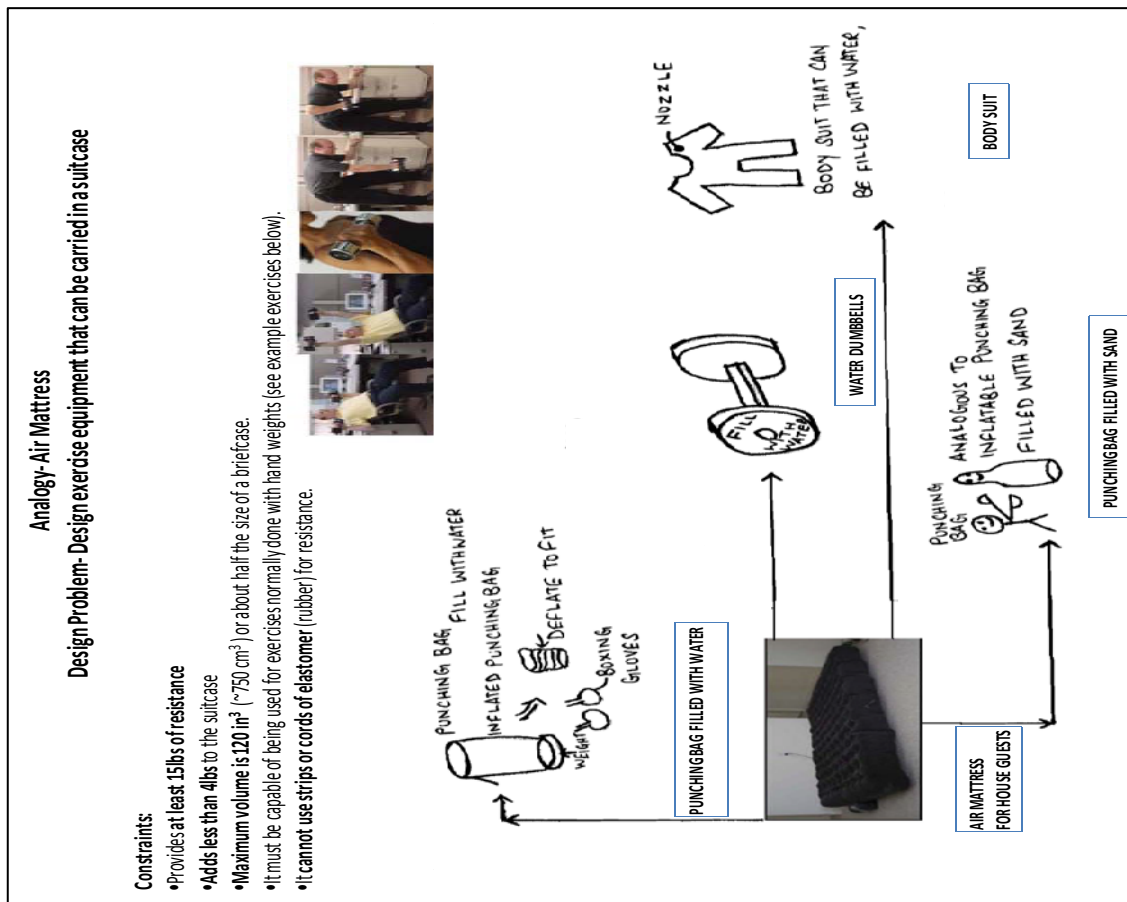 Analogy- Air Mattress
Design Problem- Design exercise equipment that can be carried in a suitcase
Constraints:
•Provides at least 15lbs of resistance
•Adds less than 4lbs to the suitcase
•Maximum volume is 120 in³ (~750 cm³) or about half the size of a briefcase.
•It must be capable of being used for exercises normally done with hand weights (see example exercises below).
•It cannot use strips or cords of elastomer (rubber) for resistance.
PUNCHING BAG
FILL WITH WATER
INFLATED PUNCHING BAG
DEFLATE TO FIT
WEIGHT
BOXING
GLOVES
PUNCHING BAG FILLED WITH WATER
FILL
WITH
WATER
WATER DUMBBELLS
NOZZLE
BODY SUIT THAT CAN
BE FILLED WITH WATER,
BODY SUIT
AIR MATTRESS
FOR HOUSE GUESTS
PUNCHING
BAG
ANALOGIOUS TO
INFLATABLE PUNCHING BAG
FILLED WITH SAND
PUNCHING BAG FILLED WITH SAND